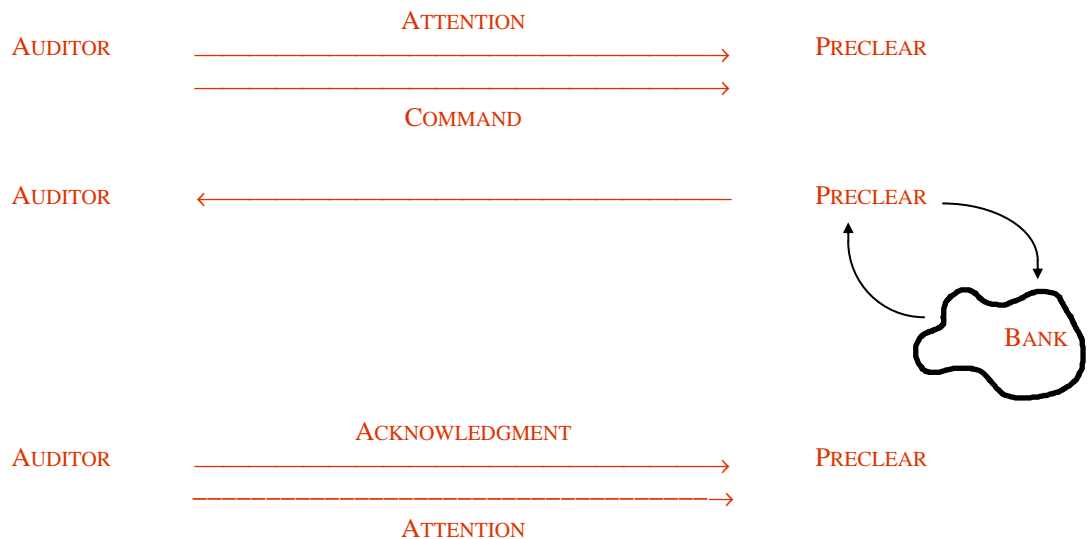 ATTENTION
AUDITOR PRECLEAR
COMMAND
AUDITOR PRECLEAR
BANK
ACKNOWLEDGMENT
AUDITOR PRECLEAR
ATTENTION